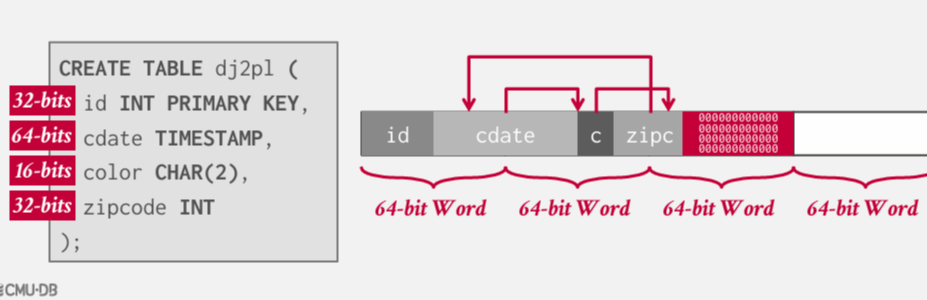 CREATE TABLE dj2pl (
32-bits id INT PRIMARY KEY,
64-bits cdate TIMESTAMP,
16-bits color CHAR(2),
32-bits zipcode INT
);
id cdate c zipc
000000000000
000000000000
000000000000
000000000000
64-bit Word 64-bit Word 64-bit Word 64-bit Word
CMU·DB